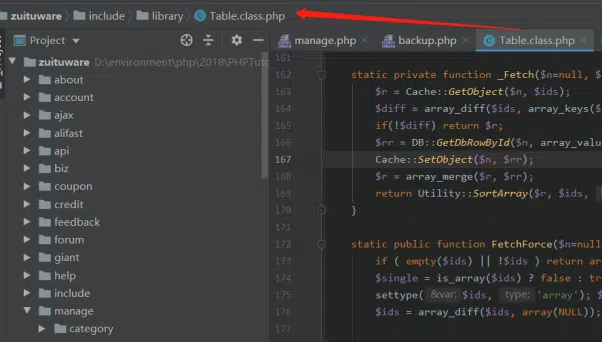 zuituware
include
library
Table.class.php
Project
manage.php
backup.php
Table.class.php
zuituware D:\environment\php\2018\PHPTuto
about
account
ajax
alifast
api
biz
coupon
credit
feedback
forum
giant
help
include
manage
category
161
162 static private function _Fetch($n=null, $
163 $r = Cache::GetObject($n, $ids);
164 $diff = array_diff($ids, array_keys($
165 if(!$diff) return $r;
166 $rr = DB::GetDbRowById($n, array_valu
167 Cache::SetObject($n, $rr);
168 $r = array_merge($r, $rr);
169 return Utility::SortArray($r, $ids,
170 }
171
172 static public function FetchForce($n=null
173 if ( empty($ids) || !$ids ) return ar
174 $single = is_array($ids) ? false : tr
175 settype( &var: $ids, type: 'array'); $
176 $ids = array_diff($ids, array(NULL));
177